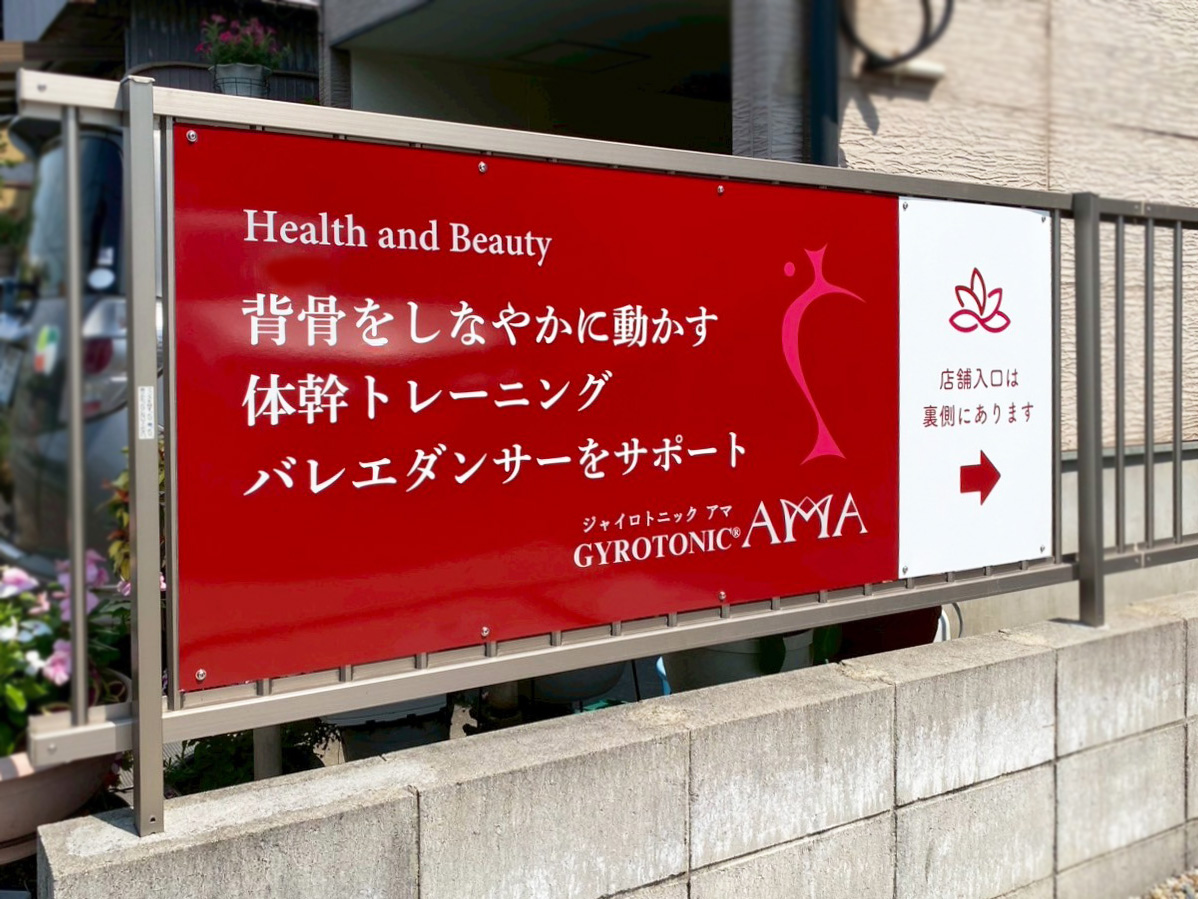 Health and Beauty
背骨をしなやかに動かす
体幹トレーニング
バレエダンサーをサポート
ジャイロトニック アマ
GYROTONIC® AMA
店舗入口は
裏側にあります